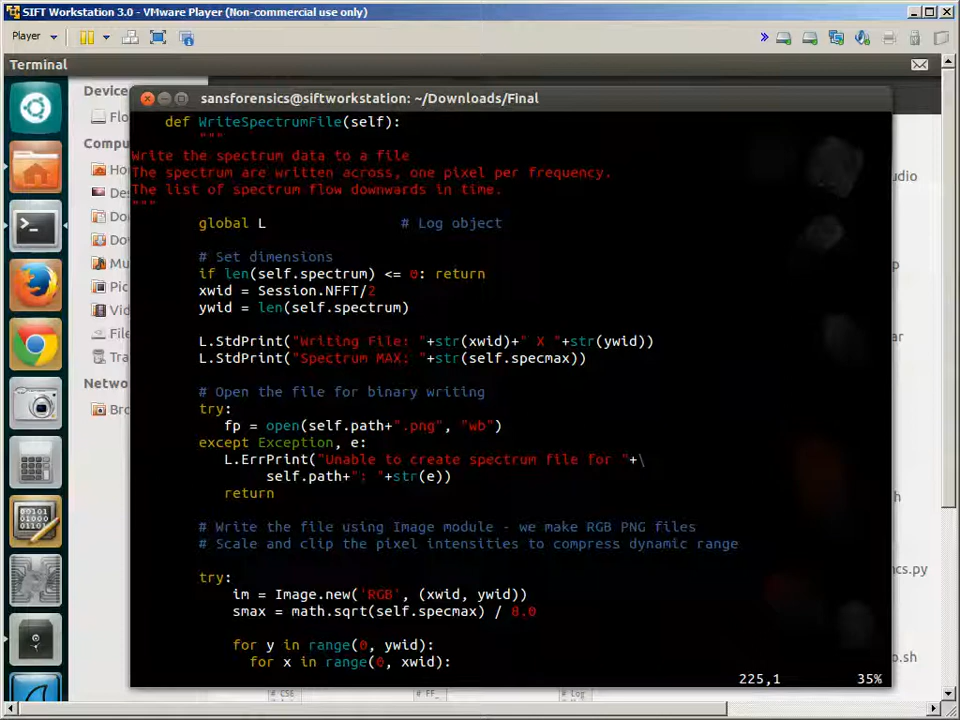 SIFT Workstation 3.0 - VMware Player (Non-commercial use only)
Player
Terminal
Device
Flo
Compu
Ho
De
Do
Do
Mu
Pic
Vid
File
Tra
Netwo
Bro
sansforensics@siftworkstation: ~/Downloads/Final
def WriteSpectrumFile(self):
"""
Write the spectrum data to a file
The spectrum are written across, one pixel per frequency.
The list of spectrum flow downwards in time.
"""
global L # Log object
# Set dimensions
if len(self.spectrum) <= 0: return
xwid = Session.NFFT/2
ywid = len(self.spectrum)
L.StdPrint("Writing File: "+str(xwid)+" X "+str(ywid))
L.StdPrint("Spectrum MAX: "+str(self.specmax))
# Open the file for binary writing
try:
fp = open(self.path+".png", "wb")
except Exception, e:
L.ErrPrint("Unable to create spectrum file for "+\
self.path+": "+str(e))
return
# Write the file using Image module - we make RGB PNG files
# Scale and clip the pixel intensities to compress dynamic range
try:
im = Image.new('RGB', (xwid, ywid))
smax = math.sqrt(self.specmax) / 8.0
for y in range(0, ywid):
for x in range(0, xwid):
225,1 35%
udio
p
ar
h
ncs.py
o.sh
# CSE
# FF_
# Log